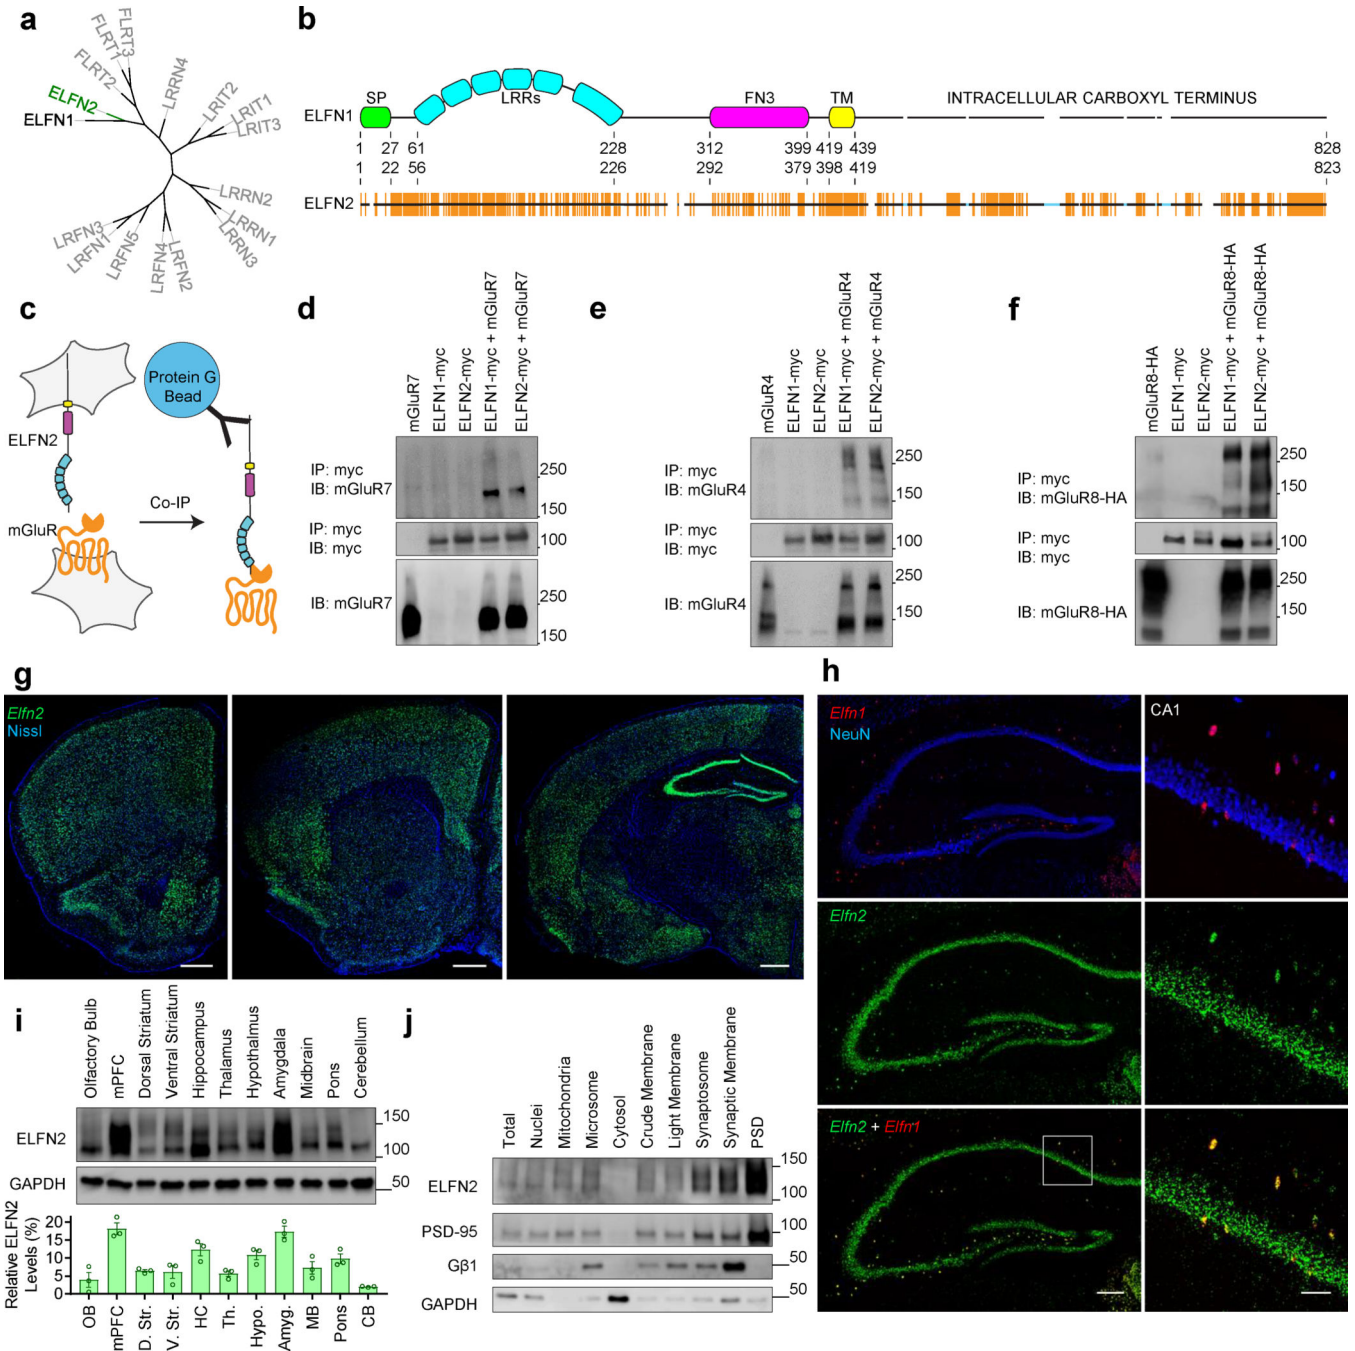 a
FLRT3
FLRT1
FLRT2
LRRN4
LRIT2
LRIT1
LRIT3
ELFN2
ELFN1
LRRN2
LRRN1
LRRN3
LRFN3
LRFN1
LRFN5
LRFN4
LRFN2
b
SP
LRRs
FN3
TM
INTRACELLULAR CARBOXYL TERMINUS
ELFN1
1 27 61 228 312 399 419 439 828
1 22 56 226 292 379 398 419 823
ELFN2
c
Protein G
Bead
ELFN2
Co-IP
mGluR
d
mGluR7
ELFN1-myc
ELFN2-myc
ELFN1-myc + mGluR7
ELFN2-myc + mGluR7
IP: myc
IB: mGluR7
250
150
IP: myc
IB: myc
100
IB: mGluR7
250
150
e
mGluR4
ELFN1-myc
ELFN2-myc
ELFN1-myc + mGluR4
ELFN2-myc + mGluR4
IP: myc
IB: mGluR4
250
150
IP: myc
IB: myc
100
IB: mGluR4
250
150
f
mGluR8-HA
ELFN1-myc
ELFN2-myc
ELFN1-myc + mGluR8-HA
ELFN2-myc + mGluR8-HA
IP: myc
IB: mGluR8-HA
250
150
IP: myc
IB: myc
100
IB: mGluR8-HA
250
150
g
Elfn2
Nissl
h
Elfn1
NeuN
CA1
Elfn2
Elfn2 + Elfn1
i
Olfactory Bulb
mPFC
Dorsal Striatum
Ventral Striatum
Hippocampus
Thalamus
Hypothalmus
Amygdala
Midbrain
Pons
Cerebellum
ELFN2
150
100
GAPDH
50
Relative ELFN2
Levels (%)
20
15
10
5
0
OB
mPFC
D. Str.
V. Str.
HC
Th.
Hypo.
Amyg.
MB
Pons
CB
j
Total
Nuclei
Mitochondria
Microsome
Cytosol
Crude Membrane
Light Membrane
Synaptosome
Synaptic Membrane
PSD
ELFN2
150
100
PSD-95
100
Gβ1
50
GAPDH
50